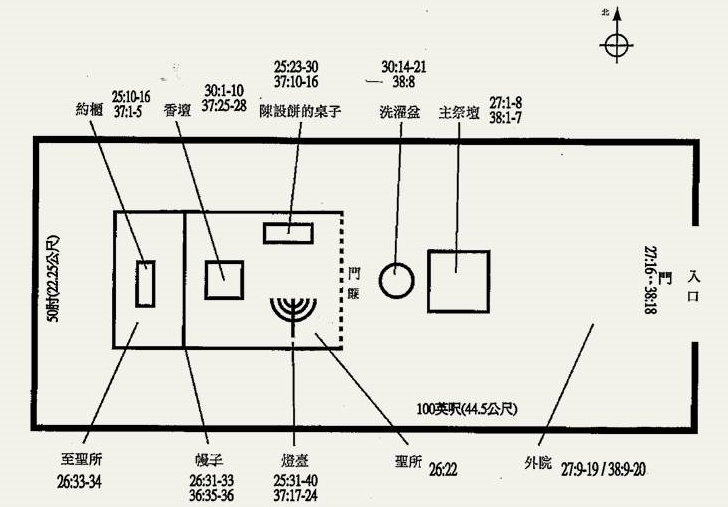 北
25:23-30
37:10-16
30:14-21
38:8
約櫃
25:10-16
37:1-5
香壇
30:1-10
37:25-28
陳設餅的桌子
洗濯盆
主祭壇
27:1-8
38:1-7
50肘(22.25公尺)
門簾
27:16‥38:18
門
入口
100英呎(44.5公尺)
至聖所
26:33-34
幔子
26:31-33
36:35-36
燈臺
25:31-40
37:17-24
聖所
26:22
外院
27:9-19 / 38:9-20